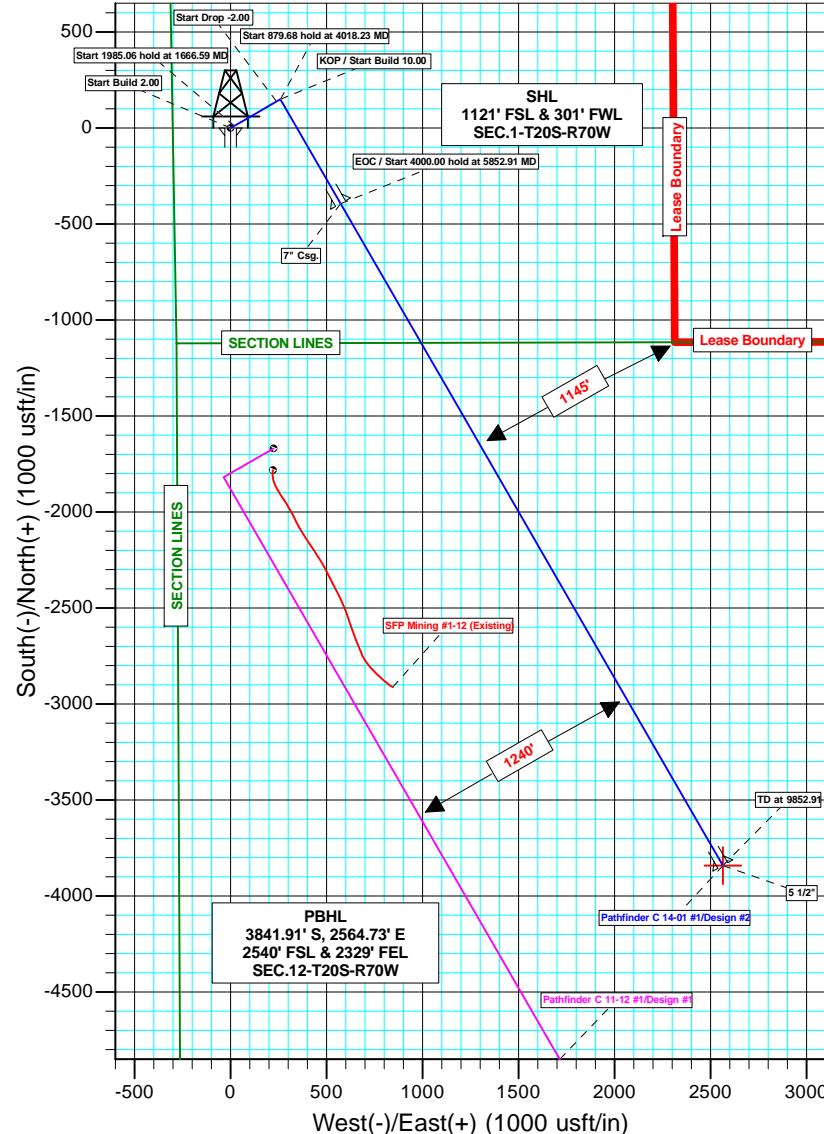 Start Drop -2.00
Start 879.68 hold at 4018.23 MD
Start 1985.06 hold at 1666.59 MD
KOP / Start Build 10.00
Start Build 2.00
SHL
1121' FSL & 301' FWL
SEC.1-T20S-R70W
EOC / Start 4000.00 hold at 5852.91 MD
7" Csg.
Lease Boundary
SECTION LINES
Lease Boundary
1145'
SECTION LINES
SFP Mining #1-12 (Existing)
1240'
TD at 9852.91
5 1/2"
Pathfinder C 14-01 #1/Design #2
PBHL
3841.91' S, 2564.73' E
2540' FSL & 2329' FEL
SEC.12-T20S-R70W
Pathfinder C 11-12 #1/Design #1
South(-)/North(+) (1000 usft/in)
500
0
-500
-1000
-1500
-2000
-2500
-3000
-3500
-4000
-4500
-500 0 500 1000 1500 2000 2500 3000
West(-)/East(+) (1000 usft/in)